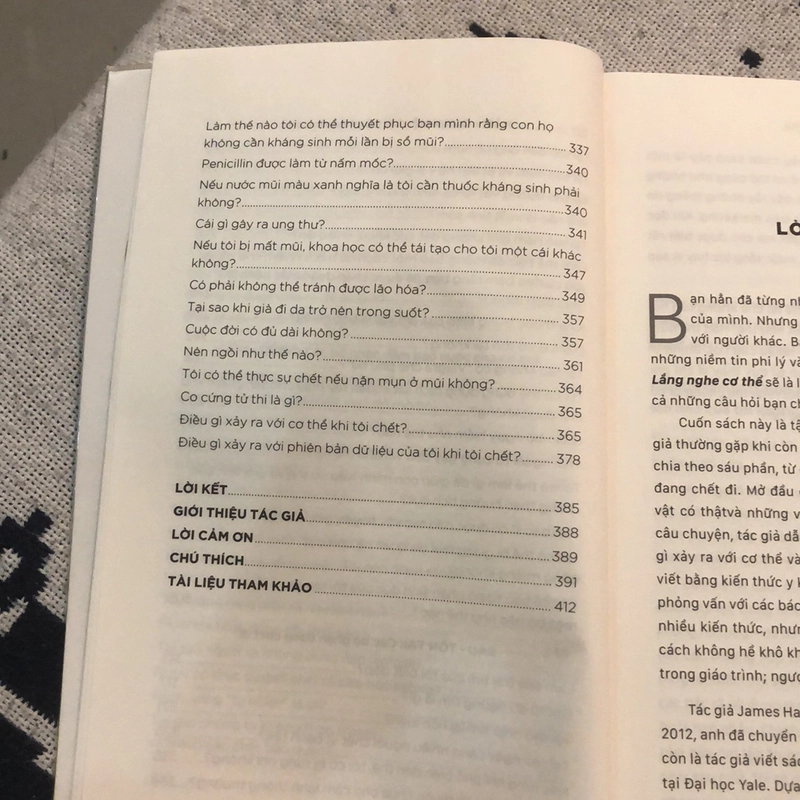 Làm thế nào tôi có thể thuyết phục bạn mình rằng con họ
không cần kháng sinh mỗi lần bị sổ mũi? 337
Penicillin được làm từ nấm mốc? 340
Nếu nước mũi màu xanh nghĩa là tôi cần thuốc kháng sinh phải
không? 340
Cái gì gây ra ung thư? 341
Nếu tôi bị mất mũi, khoa học có thể tái tạo cho tôi một cái khác
không? 347
Có phải không thể tránh được lão hóa? 349
Tại sao khi già đi da trở nên trong suốt? 357
Cuộc đời có đủ dài không? 357
Nên ngồi như thế nào? 361
Tôi có thể thực sự chết nếu nặn mụn ở mũi không? 364
Co cứng tử thi là gì? 365
Điều gì xảy ra với cơ thể khi tôi chết? 365
Điều gì xảy ra với phiên bản dữ liệu của tôi khi tôi chết? 378
LỜI KẾT 385
GIỚI THIỆU TÁC GIẢ 388
LỜI CẢM ƠN 389
CHÚ THÍCH 391
TÀI LIỆU THAM KHẢO 412
Bạn hẳn đã từng
của mình. Nhưng
với người khác.
những niềm tin phi lý
Lắng nghe cơ thể sẽ là
cả những câu hỏi bạn
Cuốn sách này là
giả thường gặp khi còn
chia theo sáu phần, từ
đang chết đi. Mở đầu
vật có thậtvà những
câu chuyện, tác giả
gì xảy ra với cơ thể và
viết bằng kiến thức y
phỏng vấn với các bác
nhiều kiến thức,
cách không hề khô
trong giáo trình;
Tác giả James
2012, anh đã chuyển
còn là tác giả viết
tại Đại học Yale.